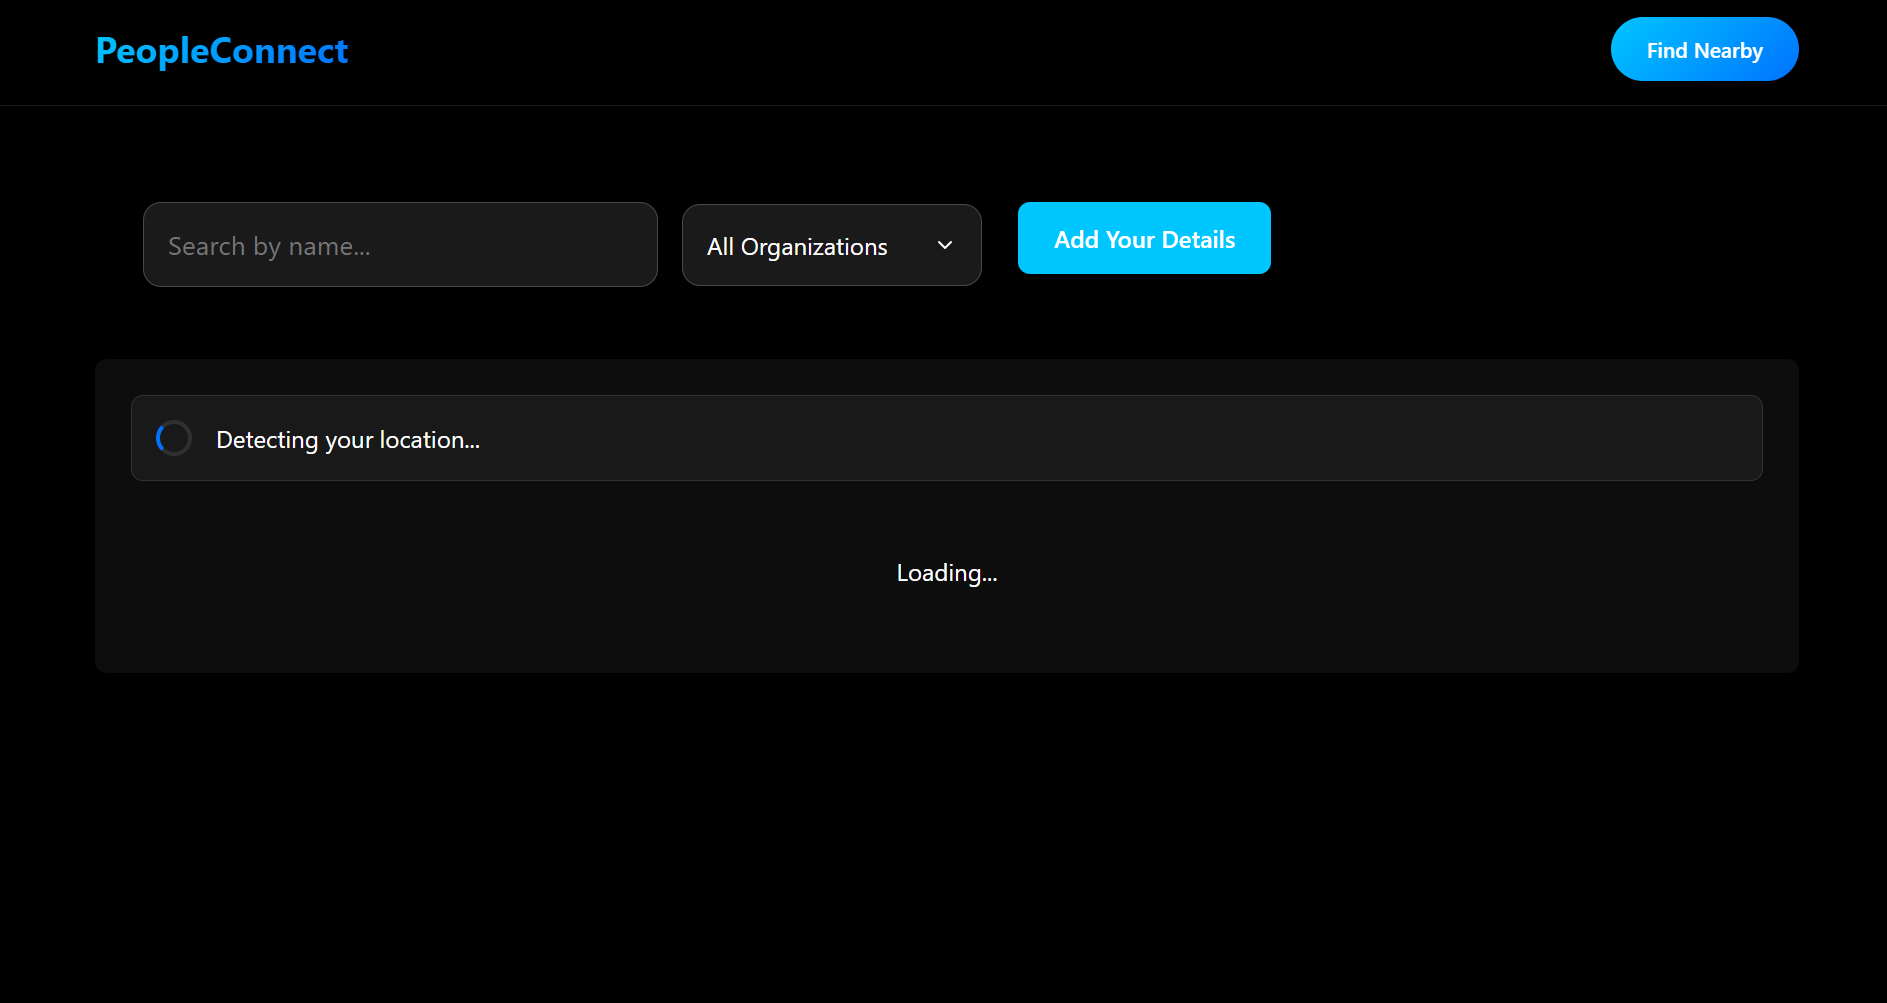 PeopleConnect
Find Nearby
Search by name...
All Organizations
Add Your Details
Detecting your location...
Loading...